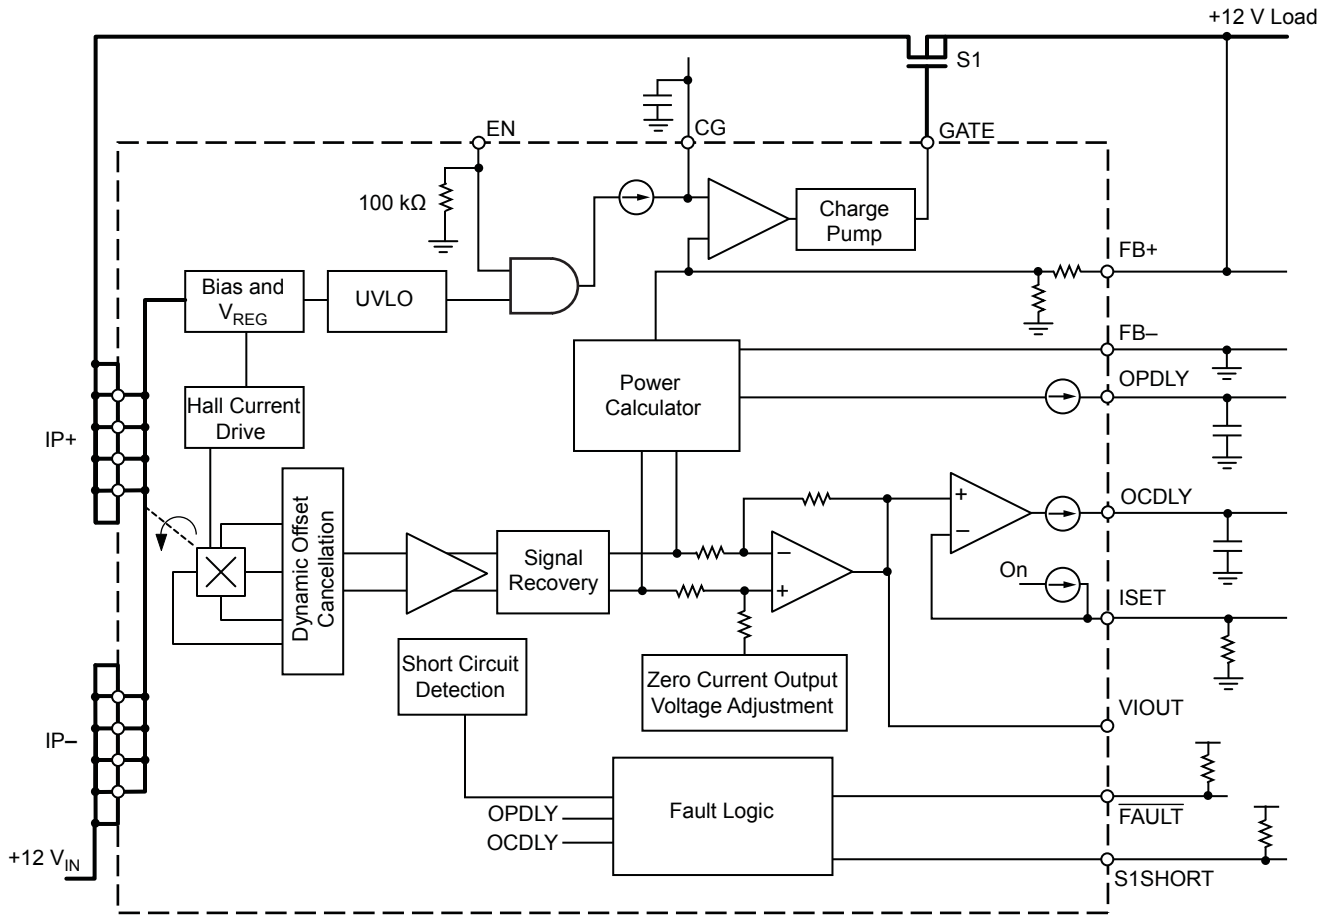 +12 V Load
S1
EN
CG
GATE
100 kΩ
Charge
Pump
FB+
Bias and
VREG
UVLO
FB–
Power
Calculator
OPDLY
Hall Current
Drive
IP+
Dynamic Offset
Cancellation
+
–
OCDLY
Signal
Recovery
–
+
On
ISET
Short Circuit
Detection
Zero Current Output
Voltage Adjustment
VIOUT
IP–
Fault Logic
OPDLY
OCDLY
FAULT
+12 VIN
S1SHORT